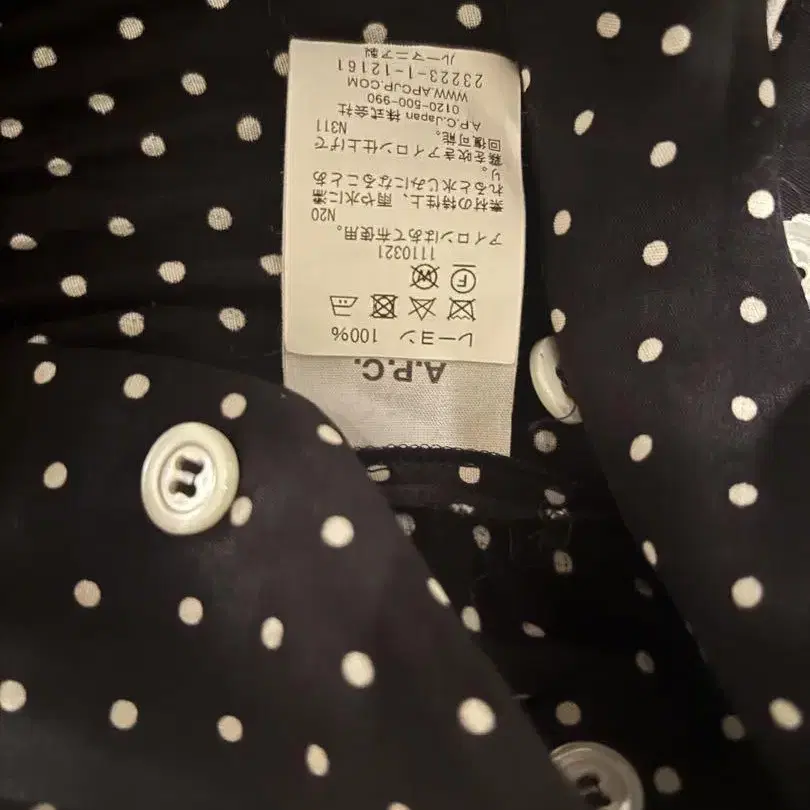 A.P.C.
レーヨン 100%
1110321
アイロンはあて布使用。
N20
素材の特性上、雨や水に濡
れると水じみになることあ
り。
霧を吹きアイロン仕上げで
回復可能。 N311
A.P.C.Japan 株式会社
0120-500-990
WWW.APCJP.COM
23223-1-12161
ルーマニア製